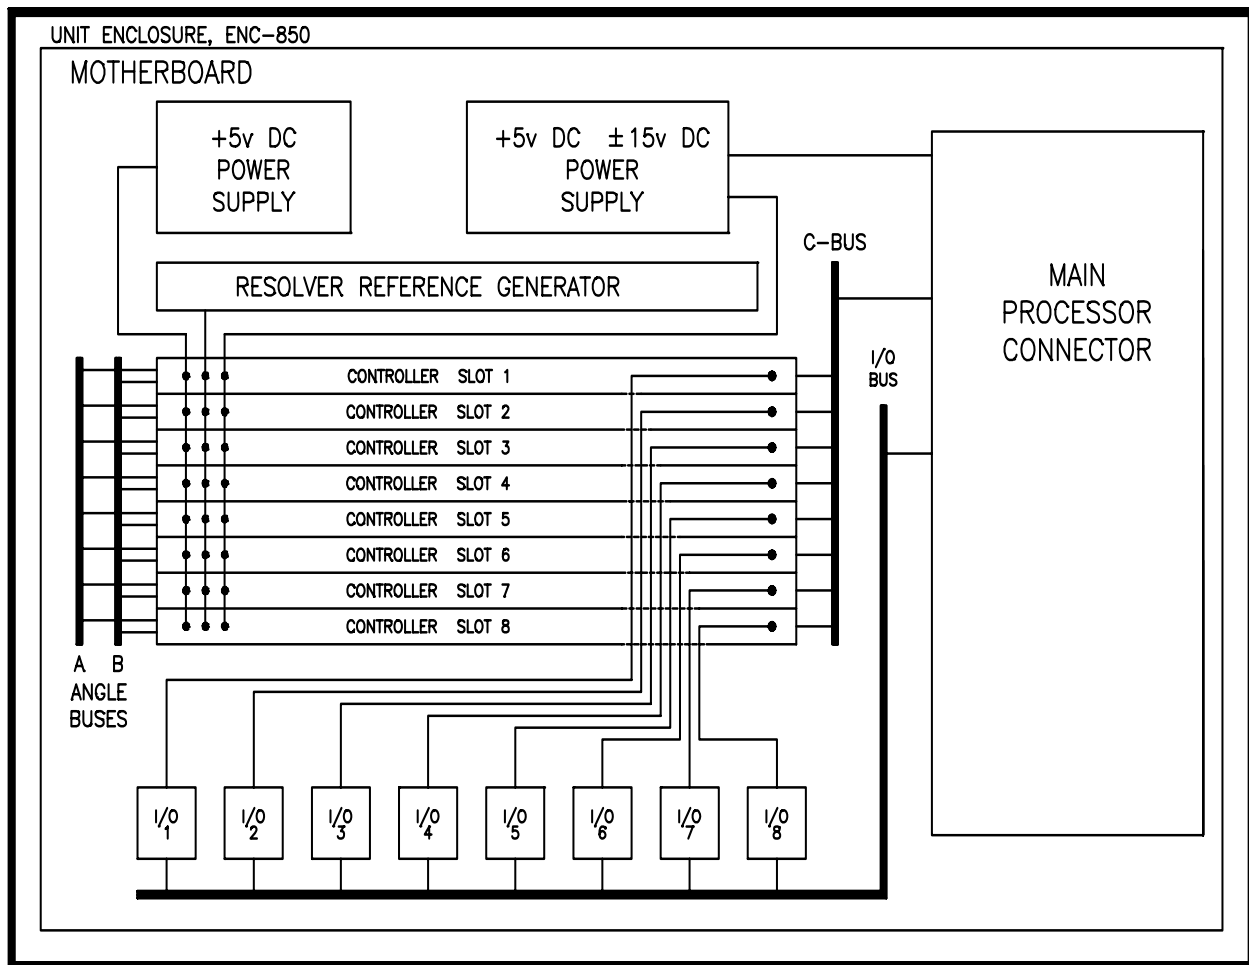 UNIT ENCLOSURE, ENC-850
MOTHERBOARD
+5v DC
POWER
SUPPLY
+5v DC ±15v DC
POWER
SUPPLY
C-BUS
RESOLVER REFERENCE GENERATOR
MAIN
PROCESSOR
CONNECTOR
I/O
BUS
CONTROLLER SLOT 1
CONTROLLER SLOT 2
CONTROLLER SLOT 3
CONTROLLER SLOT 4
CONTROLLER SLOT 5
CONTROLLER SLOT 6
CONTROLLER SLOT 7
CONTROLLER SLOT 8
A B
ANGLE
BUSES
I/O
1
I/O
2
I/O
3
I/O
4
I/O
5
I/O
6
I/O
7
I/O
8